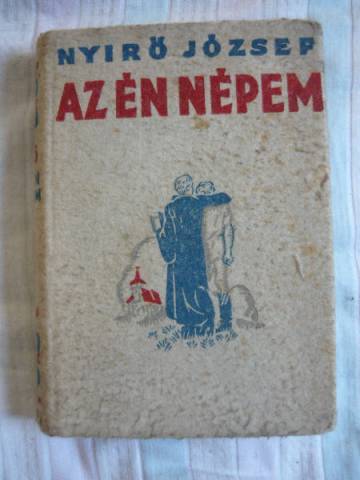 NYIRŐ JÓZSEF
AZ ÉN NÉPEM